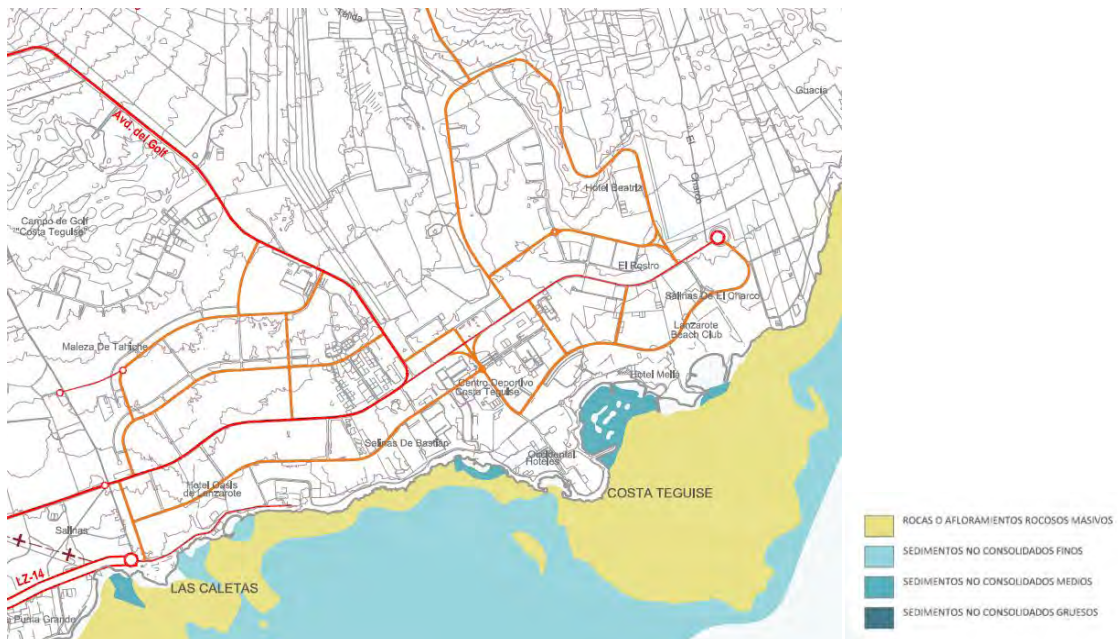 Tejida
Guacia
Avd. del Golf
El
Charco
Hotel Beatriz
Campo de Golf
"Costa Teguise"
El Rostro
Salinas De El Charco
Lanzarote
Beach Club
Maleza De Tahiche
Hotel Melia
Centro Deportivo
Costa Teguise
Salinas De Bastian
Occidental
Hoteles
Hotel Oasis
de Lanzarote
COSTA TEGUISE
Salinas
LZ-14
LAS CALETAS
a Punta Grande
ROCAS O AFLORAMIENTOS ROCOSOS MASIVOS
SEDIMENTOS NO CONSOLIDADOS FINOS
SEDIMENTOS NO CONSOLIDADOS MEDIOS
SEDIMENTOS NO CONSOLIDADOS GRUESOS